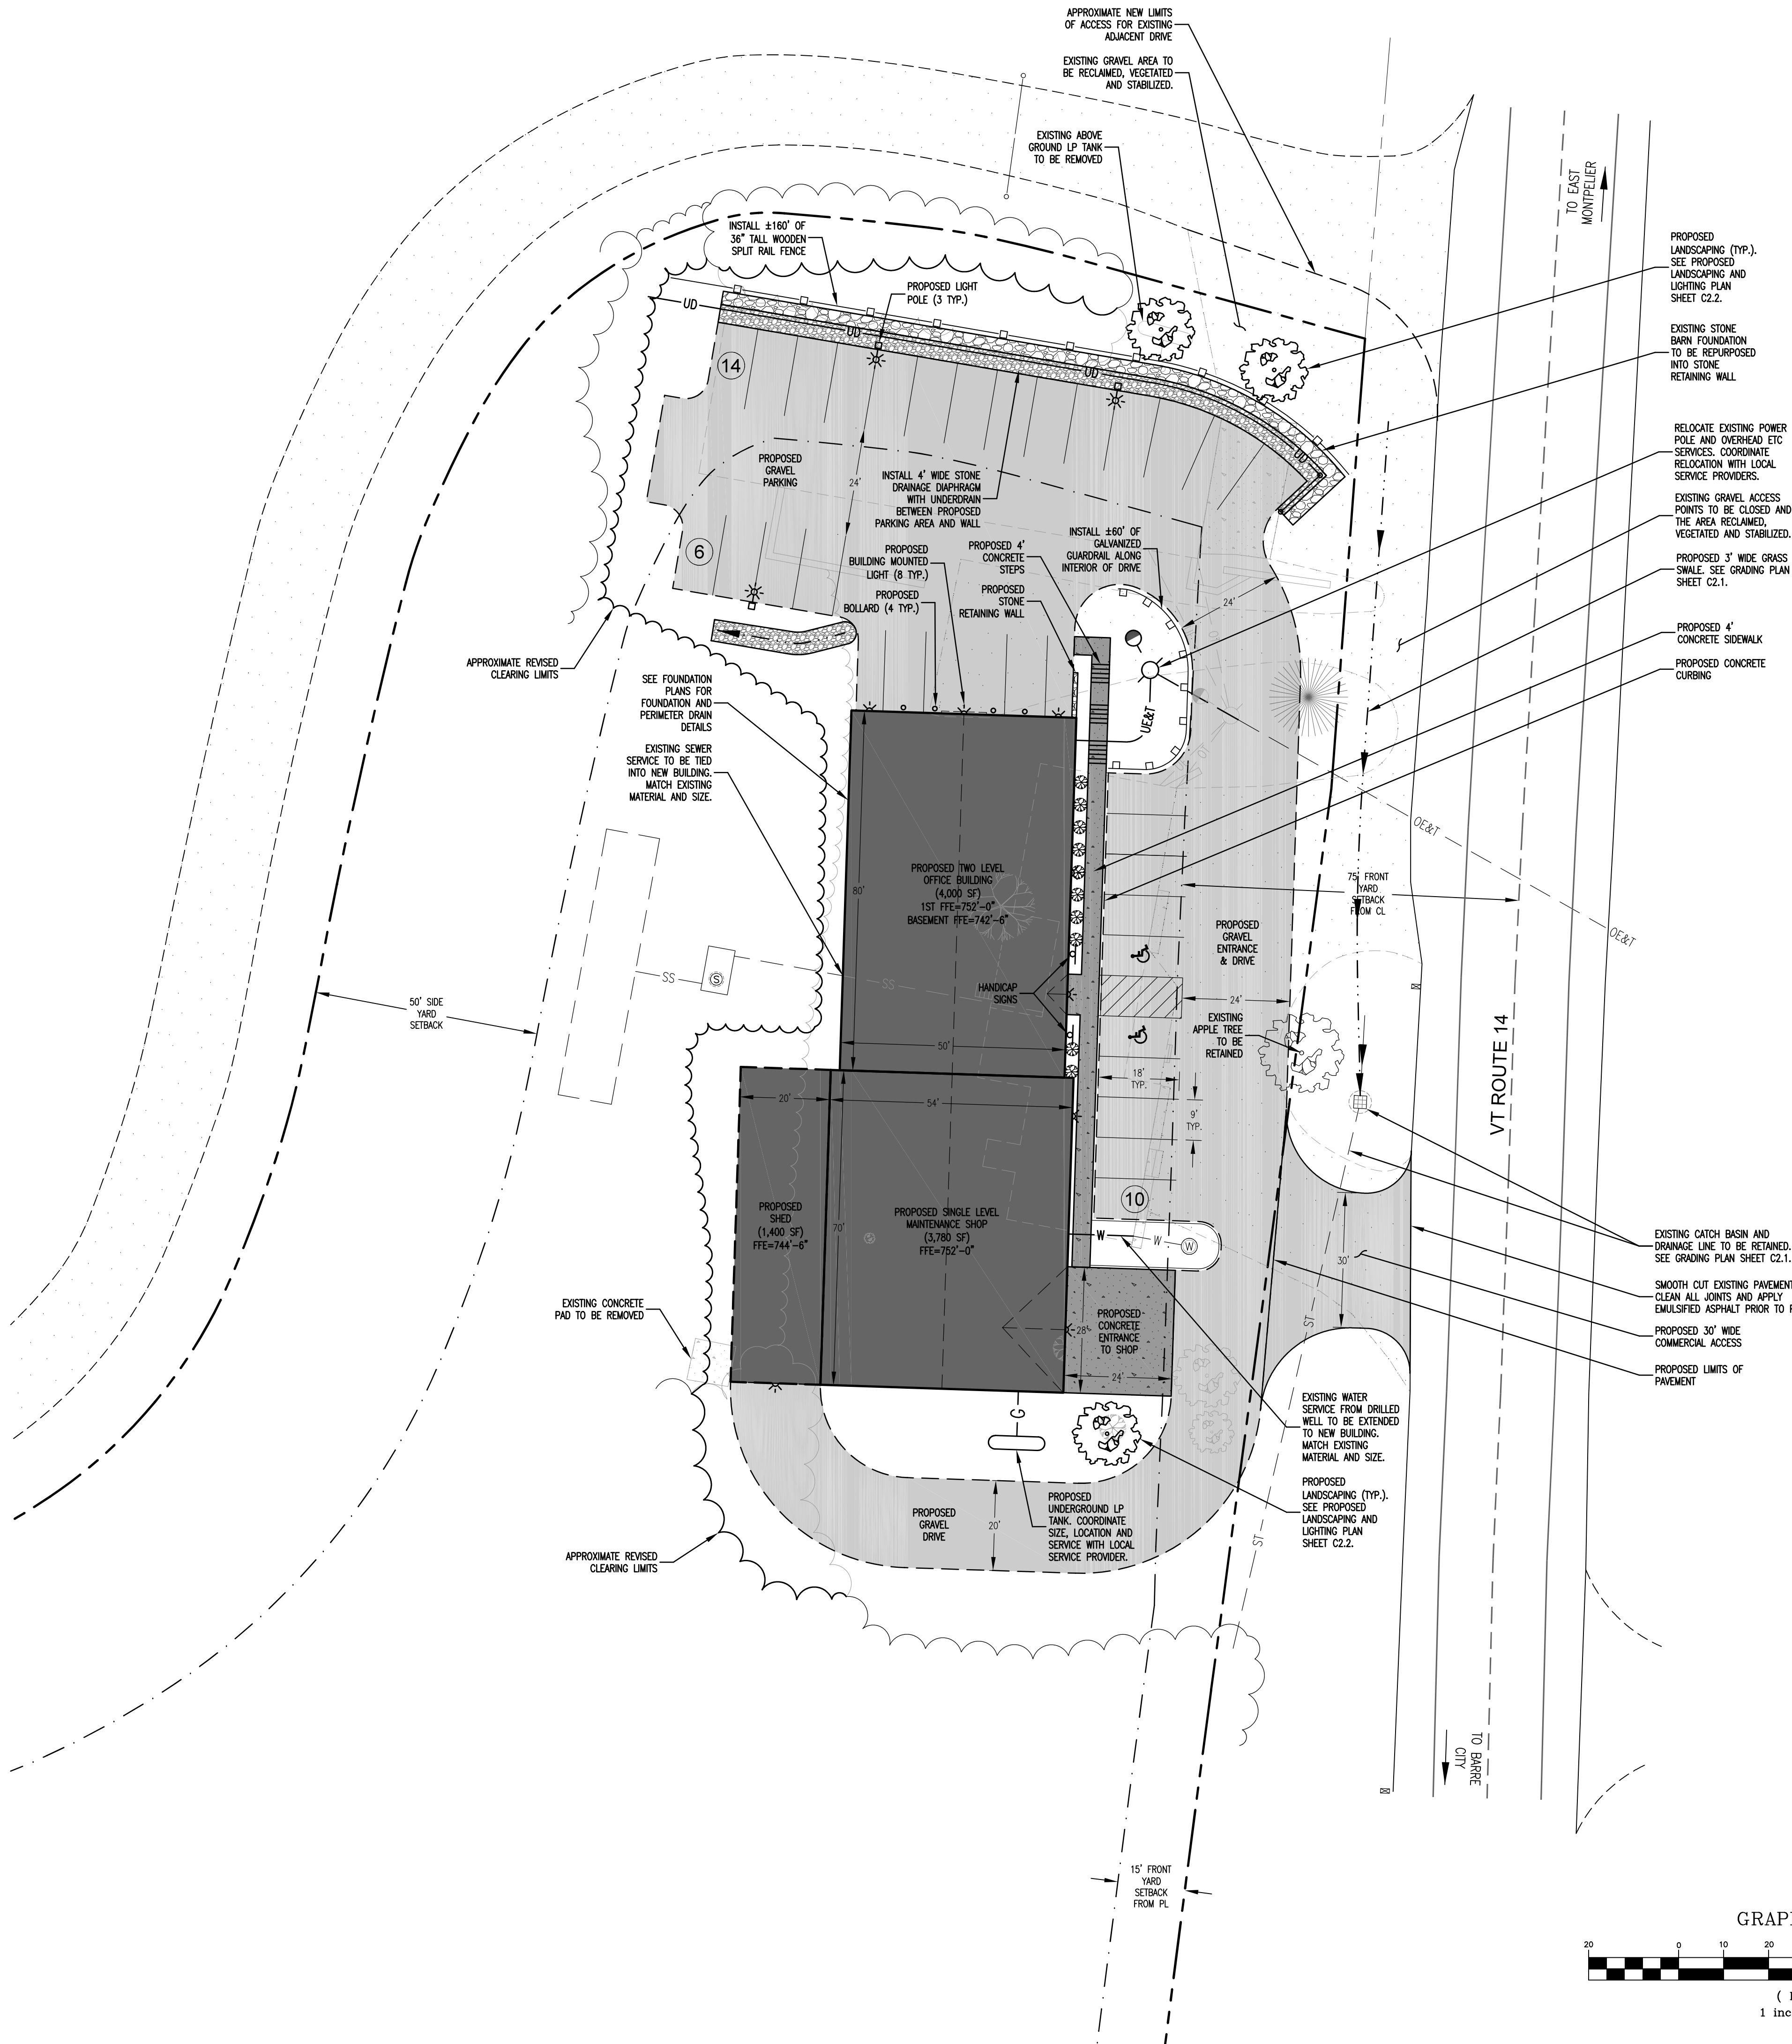 APPROXIMATE NEW LIMITS
OF ACCESS FOR EXISTING
ADJACENT DRIVE
EXISTING GRAVEL AREA TO
BE RECLAIMED, VEGETATED
AND STABILIZED.
EXISTING ABOVE
GROUND LP TANK
TO BE REMOVED
TO EAST
MONTPELIER
INSTALL ±160' OF
36" TALL WOODEN
SPLIT RAIL FENCE
PROPOSED LIGHT
POLE (3 TYP.)
PROPOSED
LANDSCAPING (TYP.).
SEE PROPOSED
LANDSCAPING AND
LIGHTING PLAN
SHEET C2.2.
EXISTING STONE
BARN FOUNDATION
TO BE REPURPOSED
INTO STONE
RETAINING WALL
RELOCATE EXISTING POWER
POLE AND OVERHEAD ETC
SERVICES. COORDINATE
RELOCATION WITH LOCAL
SERVICE PROVIDERS.
EXISTING GRAVEL ACCESS
POINTS TO BE CLOSED AND
THE AREA RECLAIMED,
VEGETATED AND STABILIZED.
PROPOSED 3' WIDE GRASS
SWALE. SEE GRADING PLAN
SHEET C2.1.
PROPOSED 4'
CONCRETE SIDEWALK
PROPOSED CONCRETE
CURBING
UD
UD
UD
UD
14
6
PROPOSED
GRAVEL
PARKING
24'
INSTALL 4' WIDE STONE
DRAINAGE DIAPHRAGM
WITH UNDERDRAIN
BETWEEN PROPOSED
PARKING AREA AND WALL
PROPOSED
BUILDING MOUNTED
LIGHT (8 TYP.)
PROPOSED
BOLLARD (4 TYP.)
PROPOSED 4'
CONCRETE
STEPS
PROPOSED
STONE
RETAINING WALL
INSTALL ±60' OF
GALVANIZED
GUARDRAIL ALONG
INTERIOR OF DRIVE
24'
UE&T
APPROXIMATE REVISED
CLEARING LIMITS
SEE FOUNDATION
PLANS FOR
FOUNDATION AND
PERIMETER DRAIN
DETAILS
EXISTING SEWER
SERVICE TO BE TIED
INTO NEW BUILDING.
MATCH EXISTING
MATERIAL AND SIZE.
OE&T
OE&T
PROPOSED TWO LEVEL
OFFICE BUILDING
(4,000 SF)
1ST FFE=752'-0"
BASEMENT FFE=742'-6"
80'
50'
75' FRONT
YARD
SETBACK
FROM CL
PROPOSED
GRAVEL
ENTRANCE
& DRIVE
24'
HANDICAP
SIGNS
EXISTING
APPLE TREE
TO BE
RETAINED
SS
S
SS
50' SIDE
YARD
SETBACK
VT ROUTE 14
18'
TYP.
9'
TYP.
20'
54'
70'
PROPOSED
SHED
(1,400 SF)
FFE=744'-6"
PROPOSED SINGLE LEVEL
MAINTENANCE SHOP
(3,780 SF)
FFE=752'-0"
10
W
W
W
30'
EXISTING CATCH BASIN AND
DRAINAGE LINE TO BE RETAINED.
SEE GRADING PLAN SHEET C2.1.
SMOOTH CUT EXISTING PAVEMENT
CLEAN ALL JOINTS AND APPLY
EMULSIFIED ASPHALT PRIOR TO
PROPOSED 30' WIDE
COMMERCIAL ACCESS
PROPOSED LIMITS OF
PAVEMENT
EXISTING CONCRETE
PAD TO BE REMOVED
PROPOSED
CONCRETE
ENTRANCE
TO SHOP
28'
24'
ST
EXISTING WATER
SERVICE FROM DRILLED
WELL TO BE EXTENDED
TO NEW BUILDING.
MATCH EXISTING
MATERIAL AND SIZE.
G
PROPOSED
LANDSCAPING (TYP.).
SEE PROPOSED
LANDSCAPING AND
LIGHTING PLAN
SHEET C2.2.
ST
PROPOSED
GRAVEL
DRIVE
20'
PROPOSED
UNDERGROUND LP
TANK. COORDINATE
SIZE, LOCATION AND
SERVICE WITH LOCAL
SERVICE PROVIDER.
APPROXIMATE REVISED
CLEARING LIMITS
TO BARRE
CITY
15' FRONT
YARD
SETBACK
FROM PL
20 0 10 20
1 inc